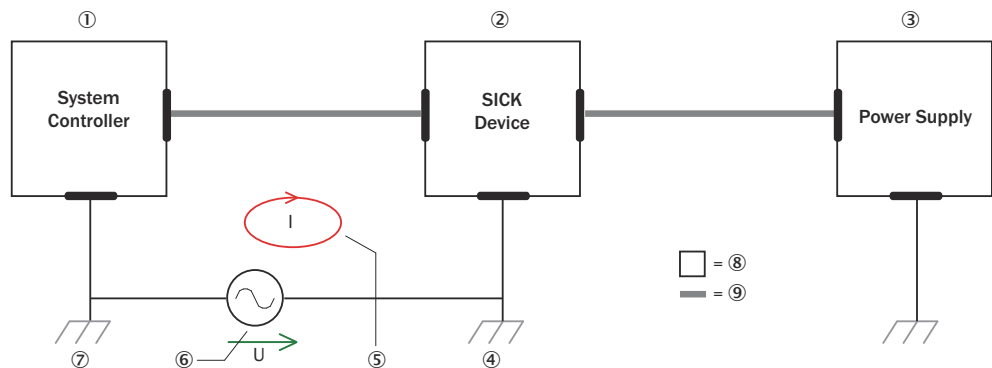 ① ② ③
System
Controller
SICK
Device
Power Supply
I
= ⑧
= ⑨
U
⑦ ⑥ ⑤ ④